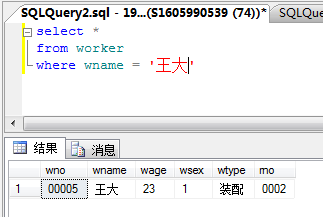 SQLQuery2.sql - 19...(S1605990539 (74))*
SQLQuery
select *
from worker
where wname = '王大'
结果 消息
wno wname wage wsex wtype mo
1 00005 王大 23 1 装配 0002